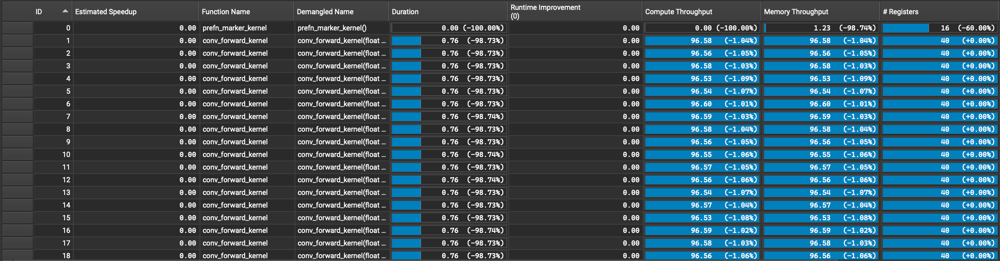 ID Estimated Speedup Function Name Demangled Name Duration Runtime Improvement (0) Compute Throughput Memory Throughput # Registers
0 0.00 prefn_marker_kernel prefn_marker_kernel() 0.00 (-100.00%) 0.00 0.00 (-100.00%) 1.23 (-98.74%) 16 (-60.00%)
1 0.00 conv_forward_kernel conv_forward_kernel(float ... 0.76 (-98.73%) 0.00 96.58 (-1.04%) 96.58 (-1.04%) 40 (+0.00%)
2 0.00 conv_forward_kernel conv_forward_kernel(float ... 0.76 (-98.73%) 0.00 96.56 (-1.05%) 96.56 (-1.05%) 40 (+0.00%)
3 0.00 conv_forward_kernel conv_forward_kernel(float ... 0.76 (-98.73%) 0.00 96.58 (-1.03%) 96.58 (-1.03%) 40 (+0.00%)
4 0.00 conv_forward_kernel conv_forward_kernel(float ... 0.76 (-98.73%) 0.00 96.53 (-1.09%) 96.53 (-1.09%) 40 (+0.00%)
5 0.00 conv_forward_kernel conv_forward_kernel(float ... 0.76 (-98.73%) 0.00 96.54 (-1.07%) 96.54 (-1.07%) 40 (+0.00%)
6 0.00 conv_forward_kernel conv_forward_kernel(float ... 0.76 (-98.73%) 0.00 96.60 (-1.01%) 96.60 (-1.01%) 40 (+0.00%)
7 0.00 conv_forward_kernel conv_forward_kernel(float ... 0.76 (-98.74%) 0.00 96.59 (-1.03%) 96.59 (-1.03%) 40 (+0.00%)
8 0.00 conv_forward_kernel conv_forward_kernel(float ... 0.76 (-98.73%) 0.00 96.58 (-1.04%) 96.58 (-1.04%) 40 (+0.00%)
9 0.00 conv_forward_kernel conv_forward_kernel(float ... 0.76 (-98.73%) 0.00 96.56 (-1.05%) 96.56 (-1.05%) 40 (+0.00%)
10 0.00 conv_forward_kernel conv_forward_kernel(float ... 0.76 (-98.74%) 0.00 96.55 (-1.06%) 96.55 (-1.06%) 40 (+0.00%)
11 0.00 conv_forward_kernel conv_forward_kernel(float ... 0.76 (-98.73%) 0.00 96.57 (-1.05%) 96.57 (-1.05%) 40 (+0.00%)
12 0.00 conv_forward_kernel conv_forward_kernel(float ... 0.76 (-98.74%) 0.00 96.56 (-1.06%) 96.56 (-1.06%) 40 (+0.00%)
13 0.00 conv_forward_kernel conv_forward_kernel(float ... 0.76 (-98.73%) 0.00 96.54 (-1.07%) 96.54 (-1.07%) 40 (+0.00%)
14 0.00 conv_forward_kernel conv_forward_kernel(float ... 0.76 (-98.73%) 0.00 96.57 (-1.04%) 96.57 (-1.04%) 40 (+0.00%)
15 0.00 conv_forward_kernel conv_forward_kernel(float ... 0.76 (-98.73%) 0.00 96.53 (-1.08%) 96.53 (-1.08%) 40 (+0.00%)
16 0.00 conv_forward_kernel conv_forward_kernel(float ... 0.76 (-98.74%) 0.00 96.59 (-1.02%) 96.59 (-1.02%) 40 (+0.00%)
17 0.00 conv_forward_kernel conv_forward_kernel(float ... 0.76 (-98.73%) 0.00 96.58 (-1.03%) 96.58 (-1.03%) 40 (+0.00%)
18 0.00 conv_forward_kernel conv_forward_kernel(float ... 0.76 (-98.73%) 0.00 96.56 (-1.06%) 96.56 (-1.06%) 40 (+0.00%)